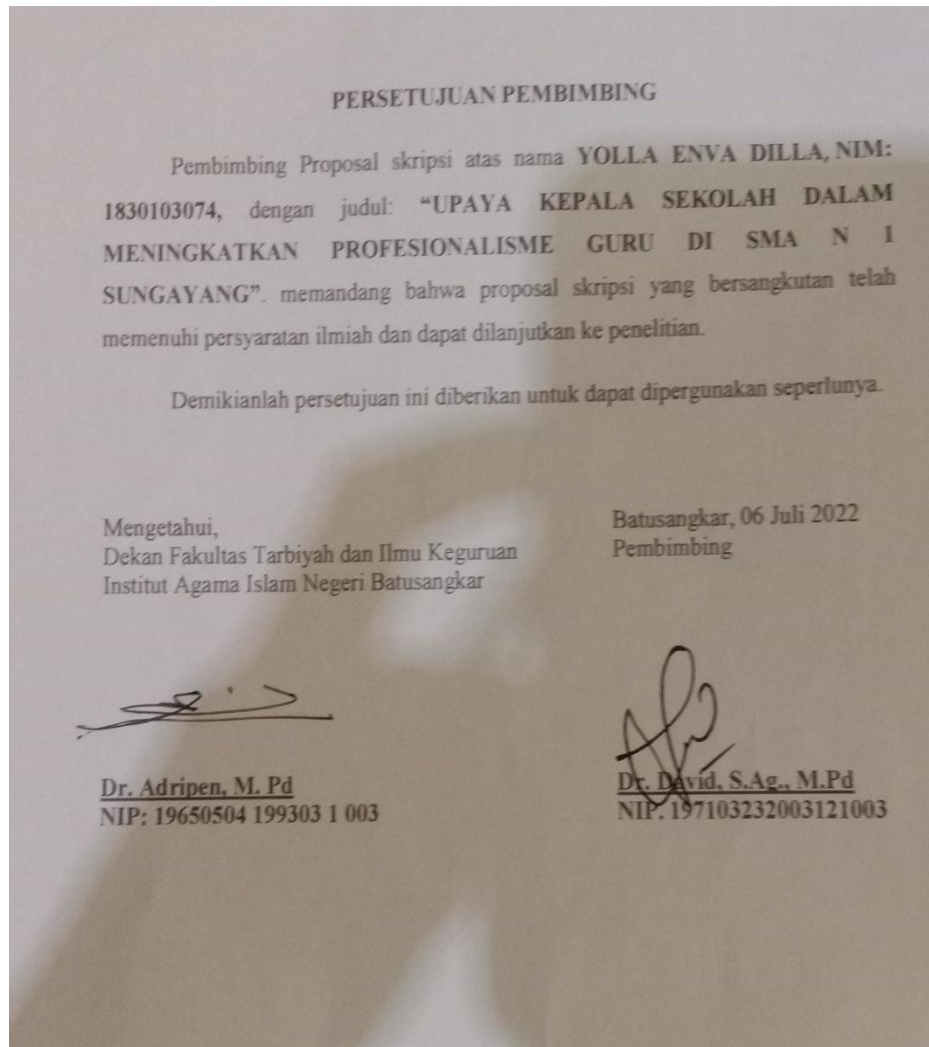 PERSETUJUAN PEMBIMBING
Pembimbing Proposal skripsi atas nama YOLLA ENVA DILLA, NIM:
1830103074, dengan judul: “UPAYA KEPALA SEKOLAH DALAM
MENINGKATKAN PROFESIONALISME GURU DI SMA N 1
SUNGAYANG”. memandang bahwa proposal skripsi yang bersangkutan telah
memenuhi persyaratan ilmiah dan dapat dilanjutkan ke penelitian.
Demikianlah persetujuan ini diberikan untuk dapat dipergunakan seperlunya.
Mengetahui,
Dekan Fakultas Tarbiyah dan Ilmu Keguruan
Institut Agama Islam Negeri Batusangkar
Batusangkar, 06 Juli 2022
Pembimbing
Dr. Adripen, M. Pd
NIP: 19650504 199303 1 003
Dr. David, S.Ag., M.Pd
NIP. 197103232003121003